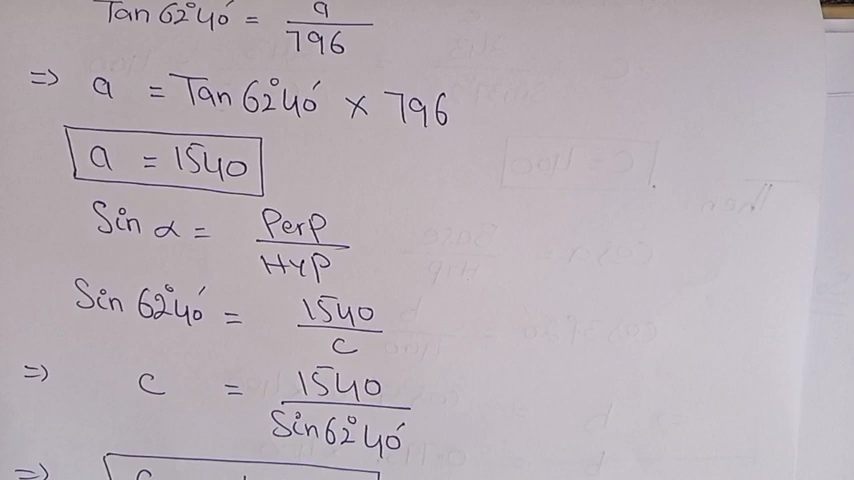 Tan 62°40' = a/796
⇒ a = Tan 62°40' × 796
a = 1540
Sin α = Perp/Hyp
Sin 62°40' = 1540/c
⇒ c = 1540/Sin 62°40'
⇒